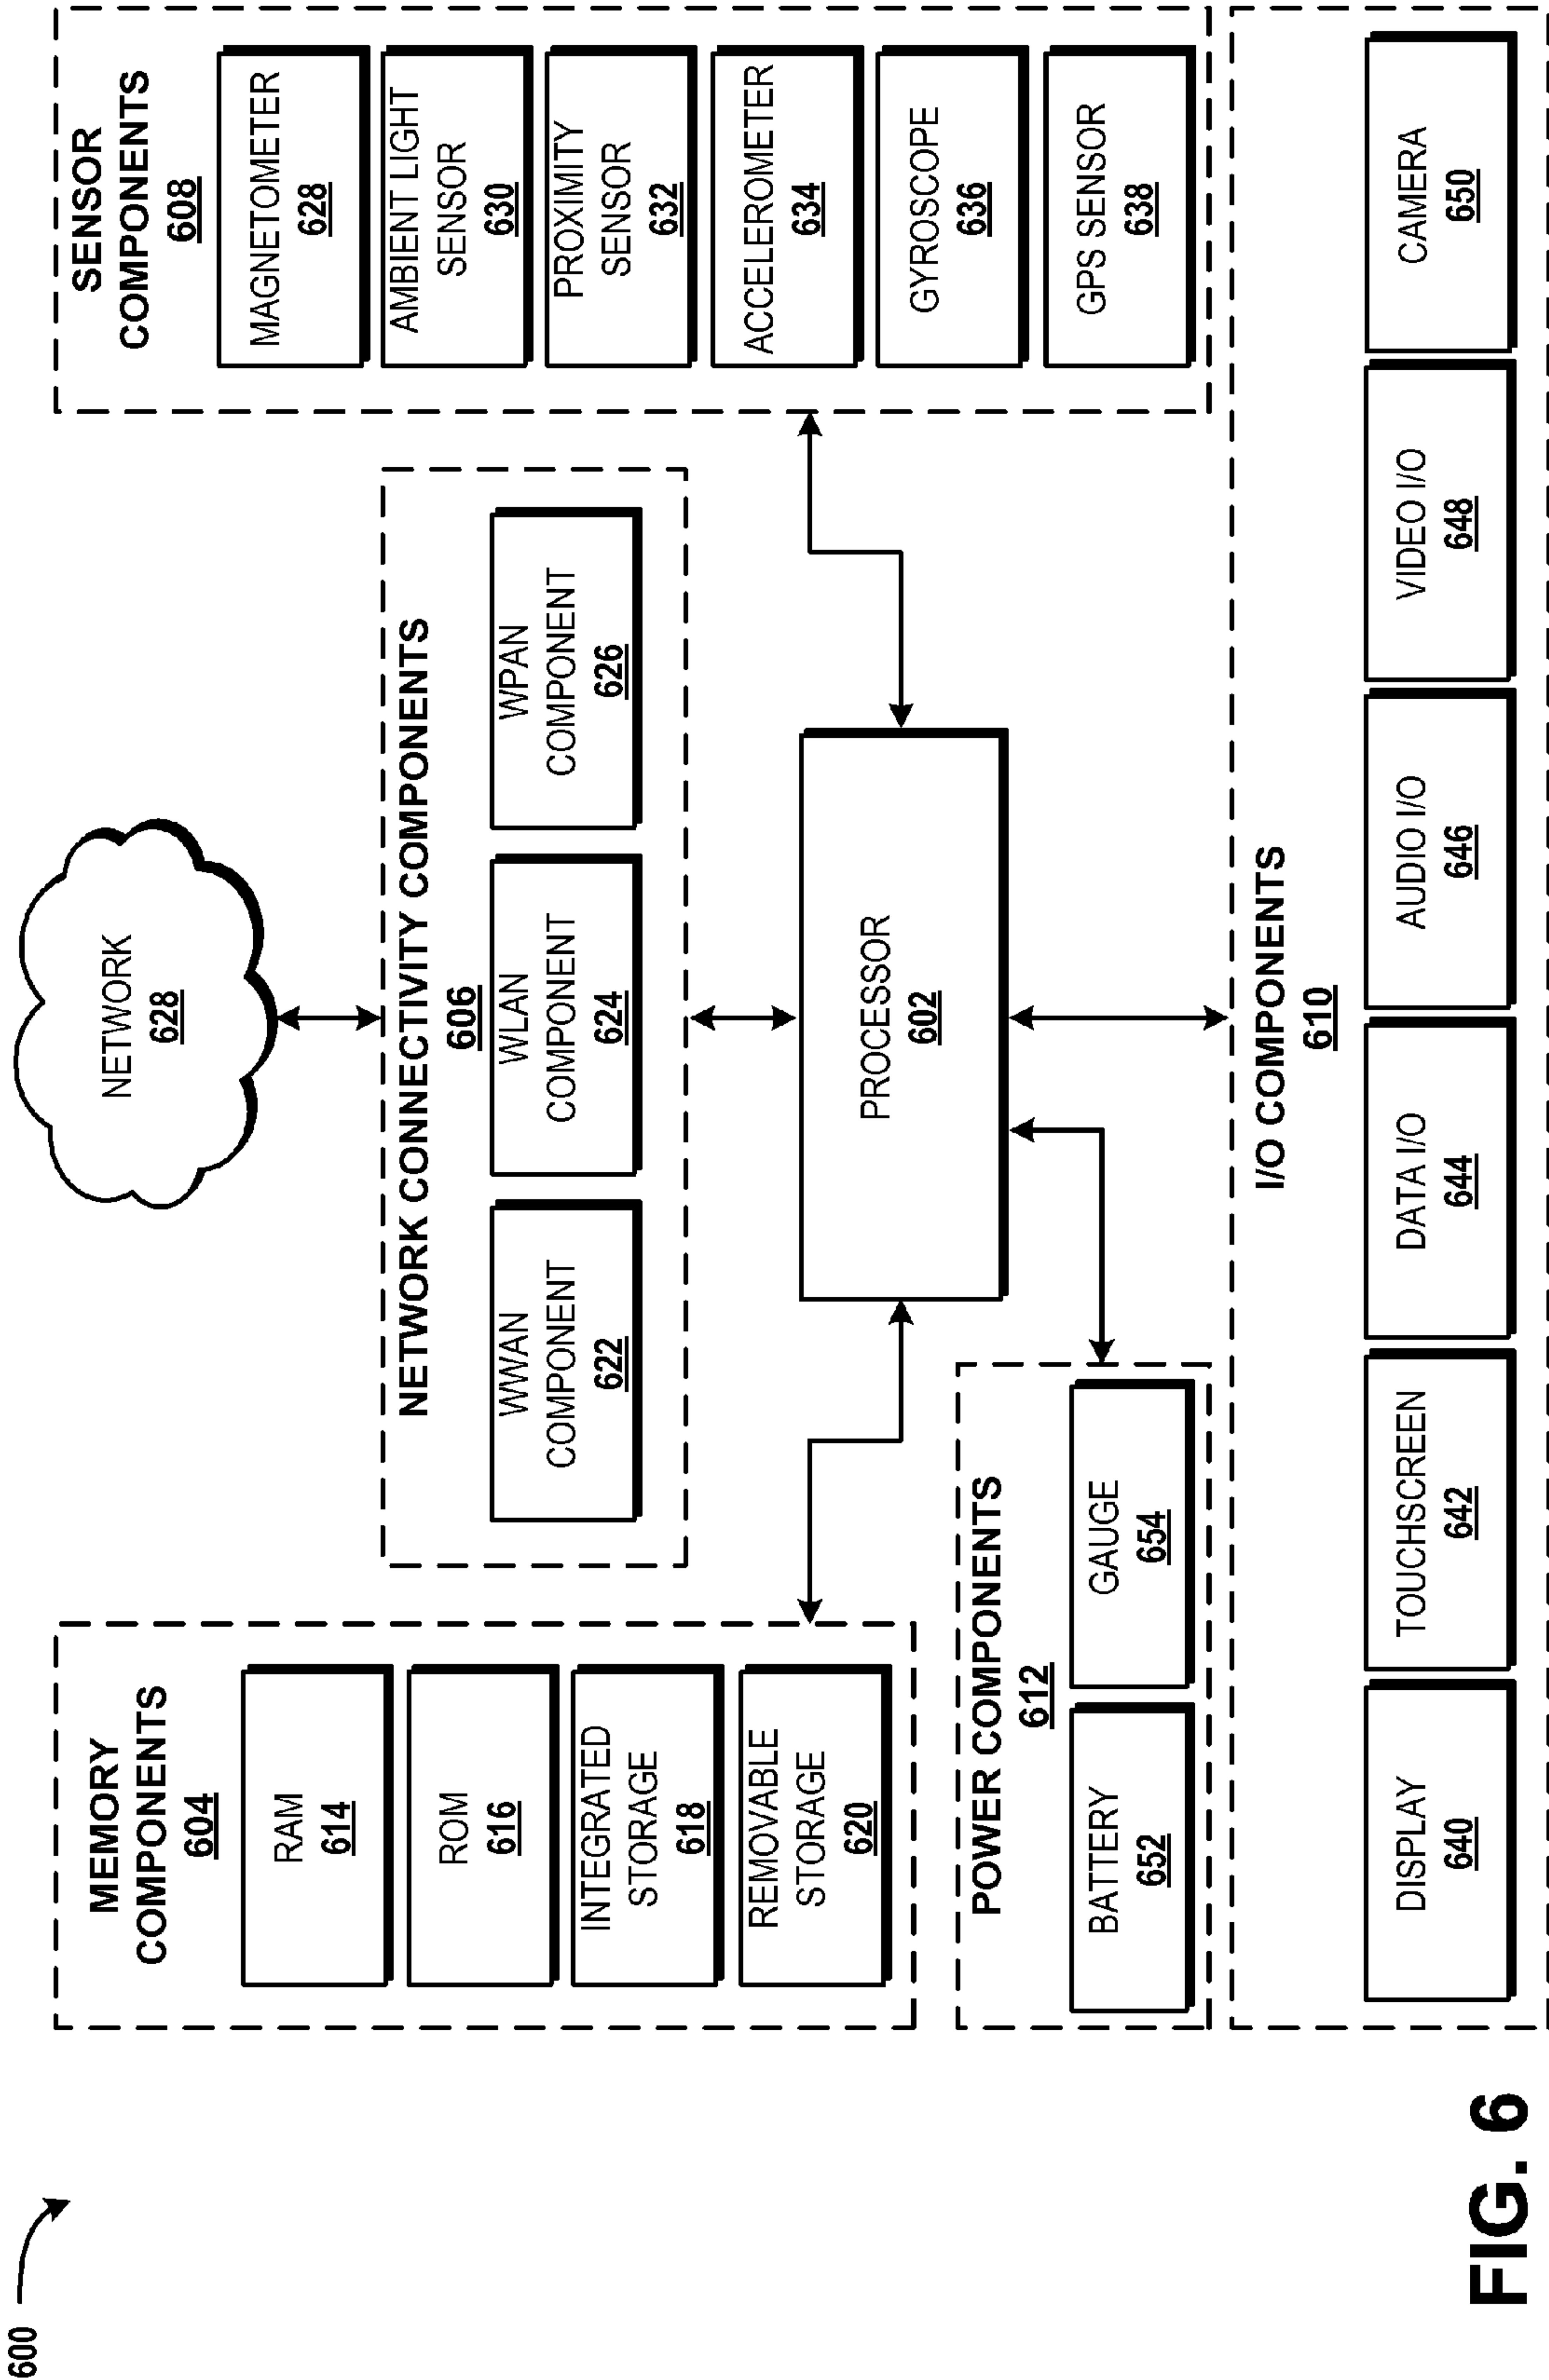 600
NETWORK
628
MEMORY
COMPONENTS
604
RAM
614
ROM
616
INTEGRATED
STORAGE
618
REMOVABLE
STORAGE
620
NETWORK CONNECTIVITY COMPONENTS
606
WWAN
COMPONENT
622
WLAN
COMPONENT
624
WPAN
COMPONENT
626
SENSOR
COMPONENTS
608
MAGNETOMETER
628
AMBIENT LIGHT
SENSOR
630
PROXIMITY
SENSOR
632
ACCELEROMETER
634
GYROSCOPE
636
GPS SENSOR
638
PROCESSOR
602
POWER COMPONENTS
612
BATTERY
652
GAUGE
654
I/O COMPONENTS
610
DISPLAY
640
TOUCHSCREEN
642
DATA I/O
644
AUDIO I/O
646
VIDEO I/O
648
CAMERA
650
FIG. 6